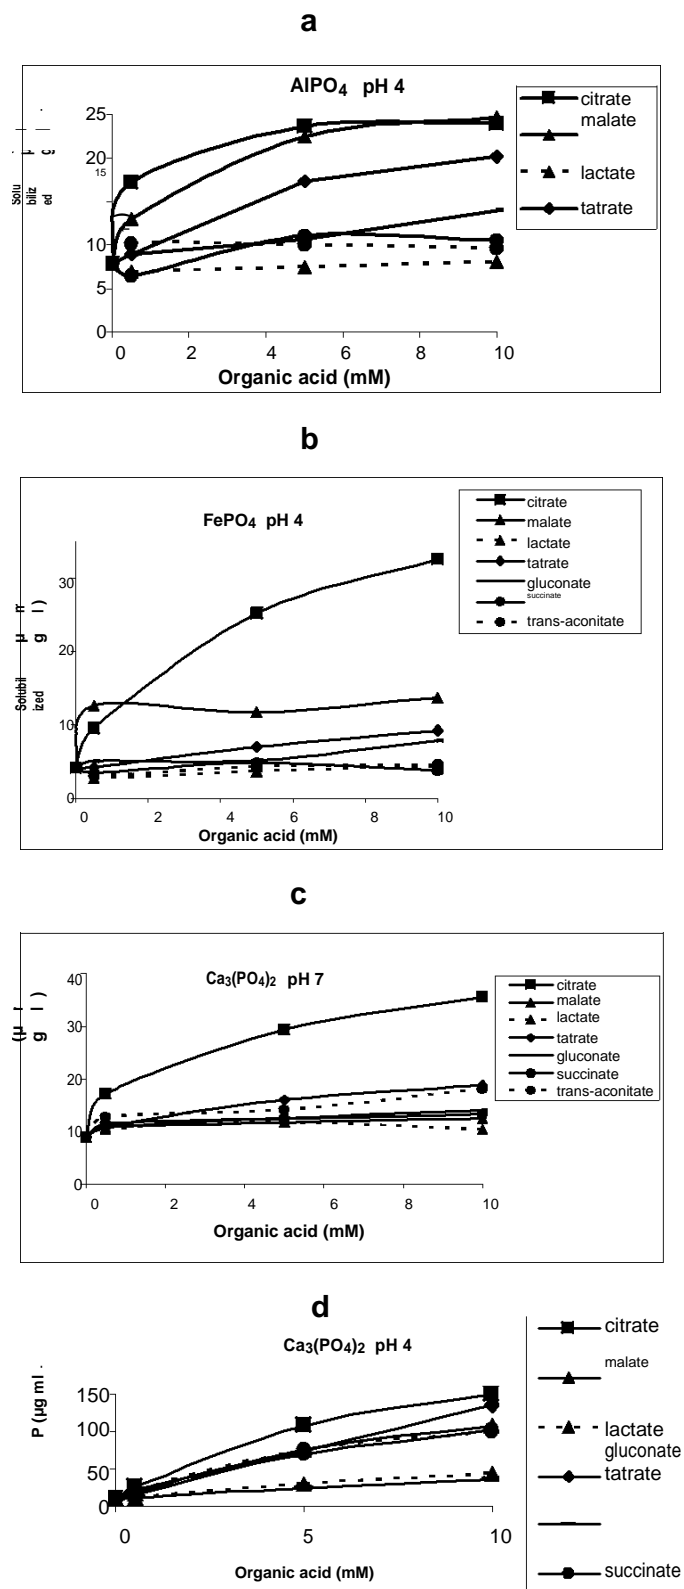 a
AlPO4 pH 4
25
20
15
10
5
0
Solu
biliz
ed
0 2 4 6 8 10
Organic acid (mM)
citrate
malate
lactate
tatrate
b
FePO4 pH 4
30
20
10
0
Solubil
ized
µ
g
l
)
0 2 4 6 8 10
Organic acid (mM)
citrate
malate
lactate
tatrate
gluconate
succinate
trans-aconitate
c
Ca3(PO4)2 pH 7
40
30
20
10
0
(µ
g
l
)
0 2 4 6 8 10
Organic acid (mM)
citrate
malate
lactate
tatrate
gluconate
succinate
trans-aconitate
d
Ca3(PO4)2 pH 4
P (µg ml
150
100
50
0
0 5 10
Organic acid (mM)
citrate
malate
lactate
gluconate
tatrate
succinate